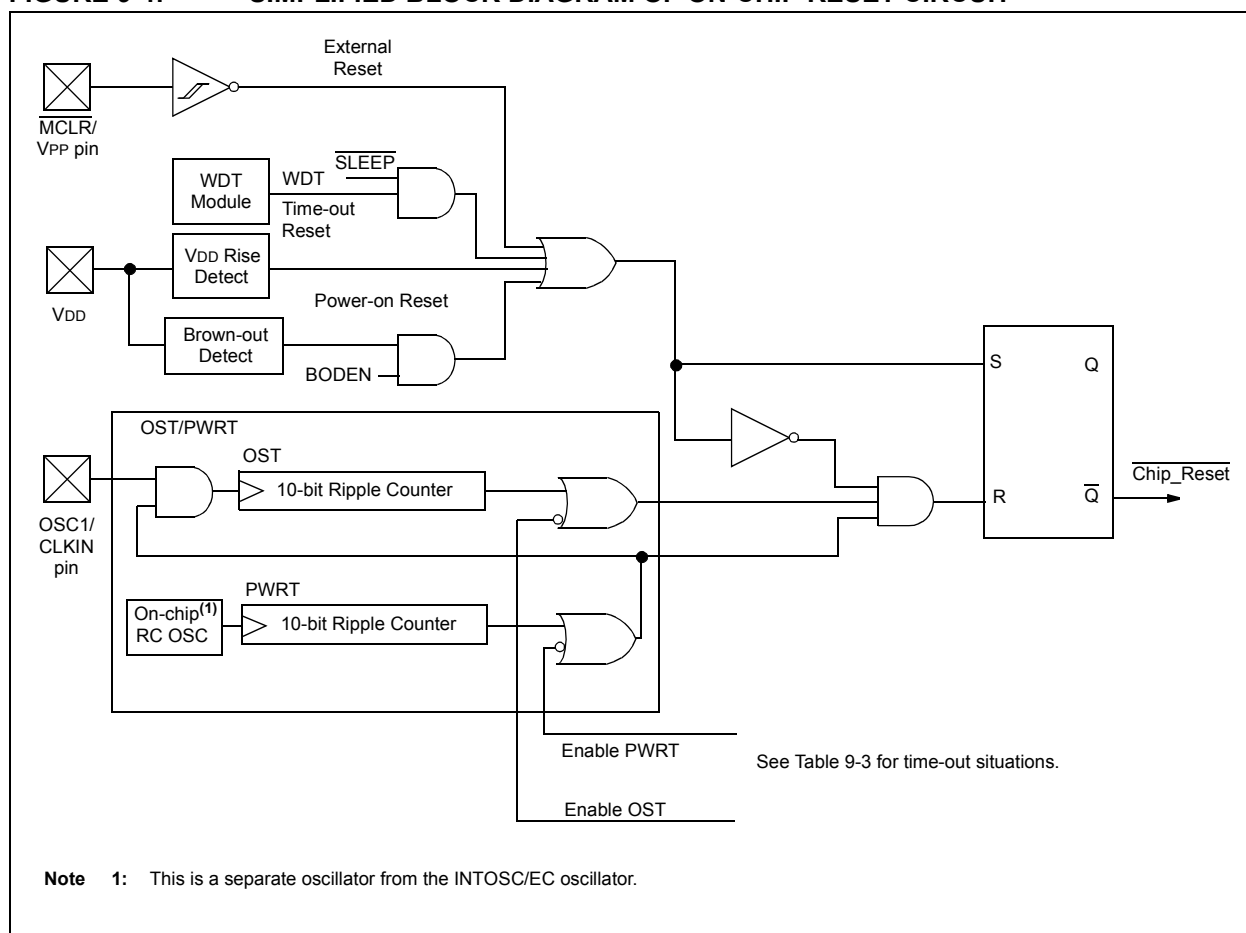 External
Reset
MCLR/
VPP pin
SLEEP
WDT
Module
WDT
Time-out
Reset
VDD Rise
Detect
VDD
Power-on Reset
Brown-out
Detect
BODEN
S
Q
OST/PWRT
OST
10-bit Ripple Counter
OSC1/
CLKIN
pin
R
Q
Chip_Reset
PWRT
On-chip(1)
RC OSC
10-bit Ripple Counter
Enable PWRT
See Table 9-3 for time-out situations.
Enable OST
Note 1: This is a separate oscillator from the INTOSC/EC oscillator.